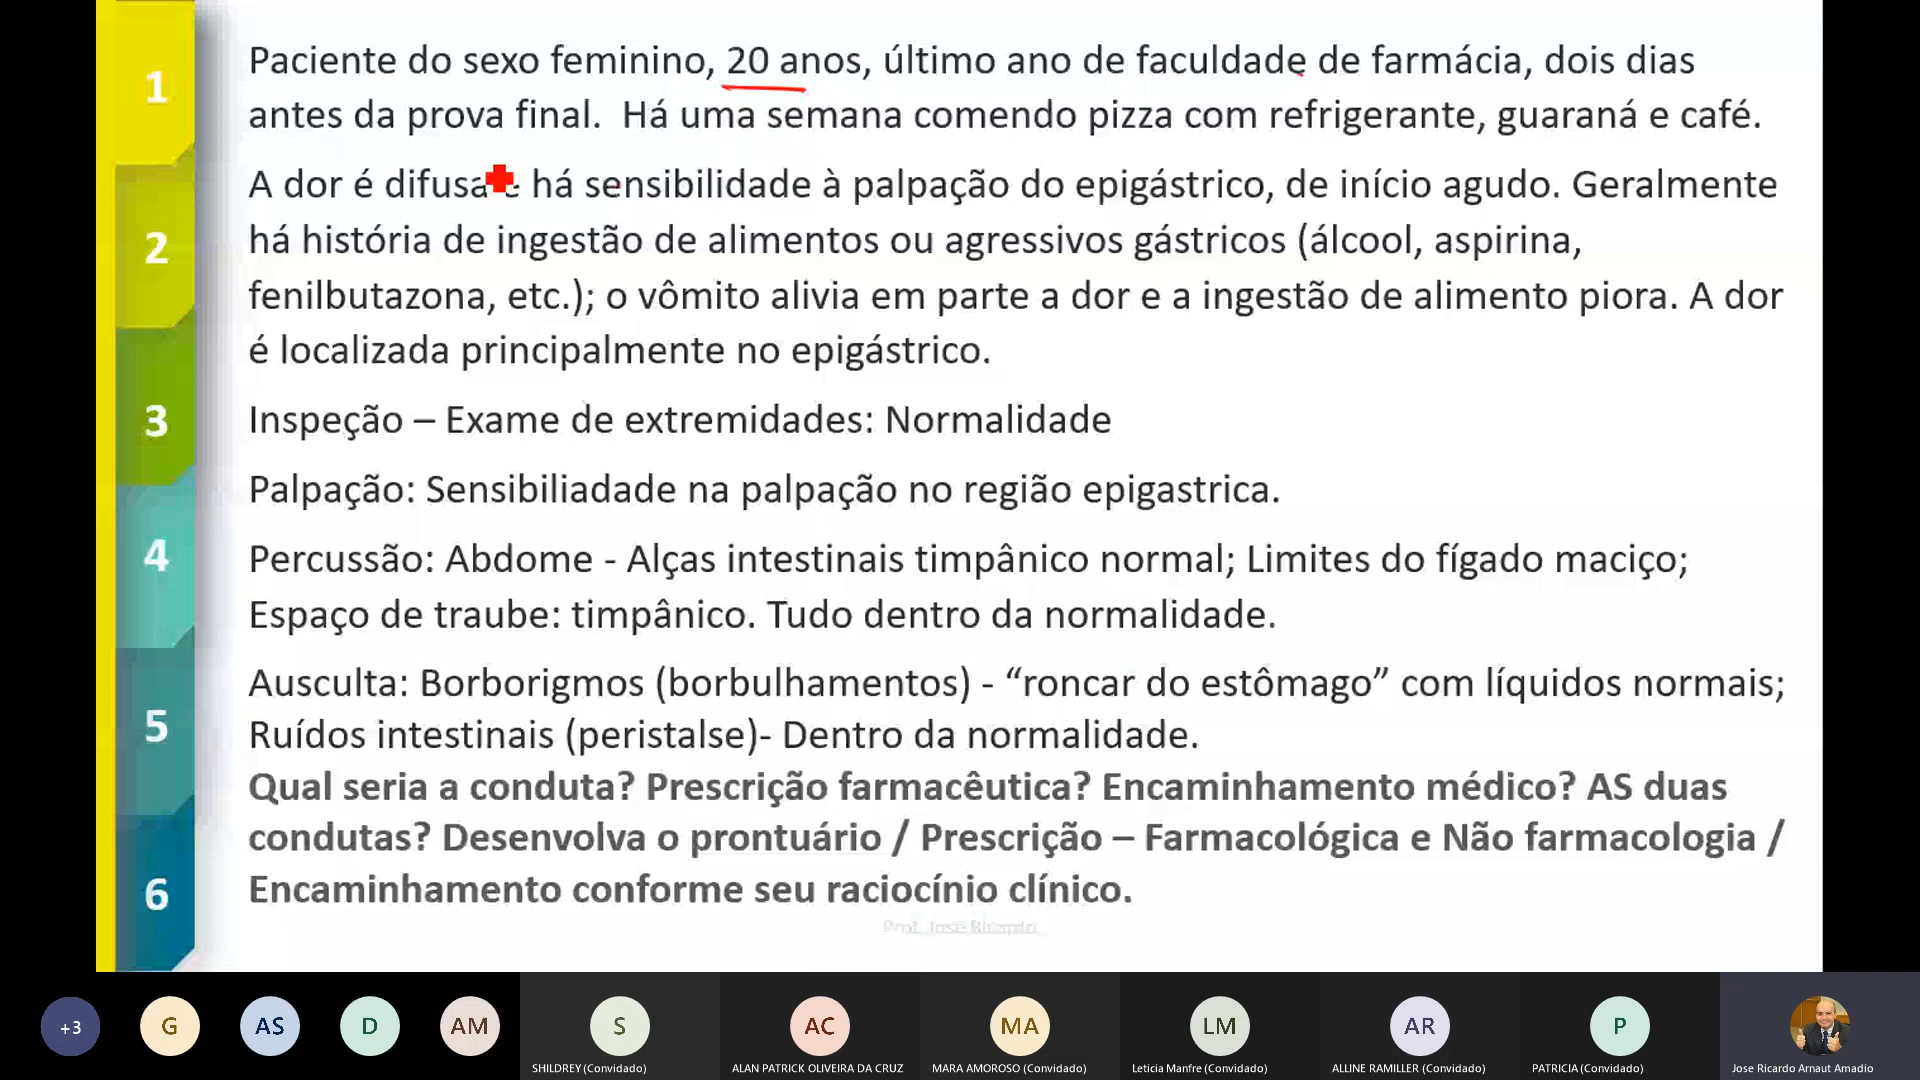 1
Paciente do sexo feminino, 20 anos, último ano de faculdade de farmácia, dois dias
antes da prova final. Há uma semana comendo pizza com refrigerante, guaraná e café.
2
A dor é difusa e há sensibilidade à palpação do epigástrico, de início agudo. Geralmente
há história de ingestão de alimentos ou agressivos gástricos (álcool, aspirina,
fenilbutazona, etc.); o vômito alivia em parte a dor e a ingestão de alimento piora. A dor
é localizada principalmente no epigástrico.
3
Inspeção – Exame de extremidades: Normalidade
Palpação: Sensibiliadade na palpação no região epigastrica.
4
Percussão: Abdome - Alças intestinais timpânico normal; Limites do fígado maciço;
Espaço de traube: timpânico. Tudo dentro da normalidade.
5
Ausculta: Borborigmos (borbulhamentos) - “roncar do estômago” com líquidos normais;
Ruídos intestinais (peristalse)- Dentro da normalidade.
Qual seria a conduta? Prescrição farmacêutica? Encaminhamento médico? AS duas
condutas? Desenvolva o prontuário / Prescrição – Farmacológica e Não farmacologia /
6
Encaminhamento conforme seu raciocínio clínico.
Prof. José Ricardo
+3 G AS D AM S AC MA LM AR P
SHILDREY (Convidado) ALAN PATRICK OLIVEIRA DA CRUZ MARA AMOROSO (Convidado) Leticia Manfre (Convidado) ALLINE RAMILLER (Convidado) PATRICIA (Convidado) Jose Ricardo Arnaut Amadio